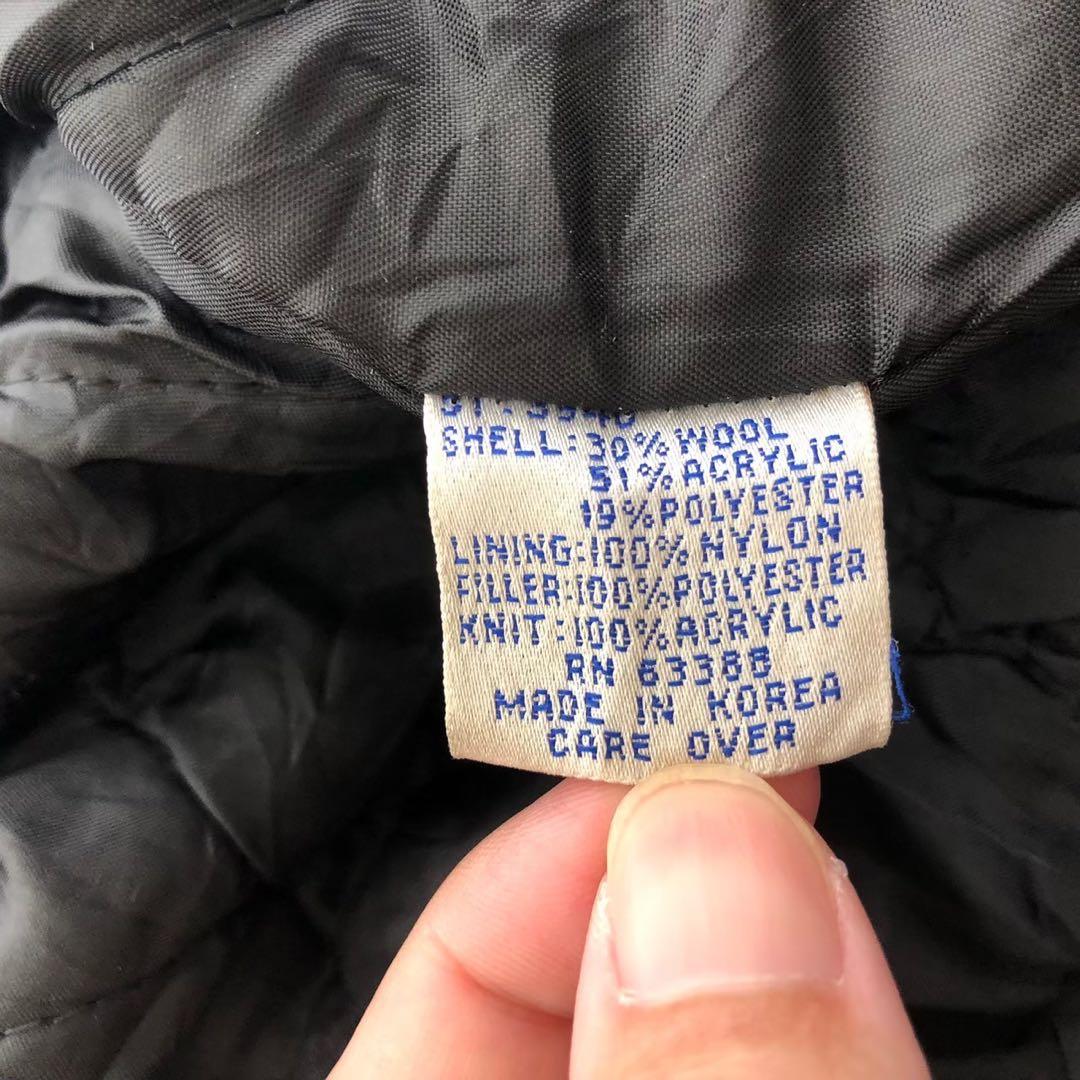 SHELL: 30% WOOL
51% ACRYLIC
19% POLYESTER
LINING: 100% NYLON
FILLER: 100% POLYESTER
KNIT: 100% ACRYLIC
RN 63388
MADE IN KOREA
CARE OVER